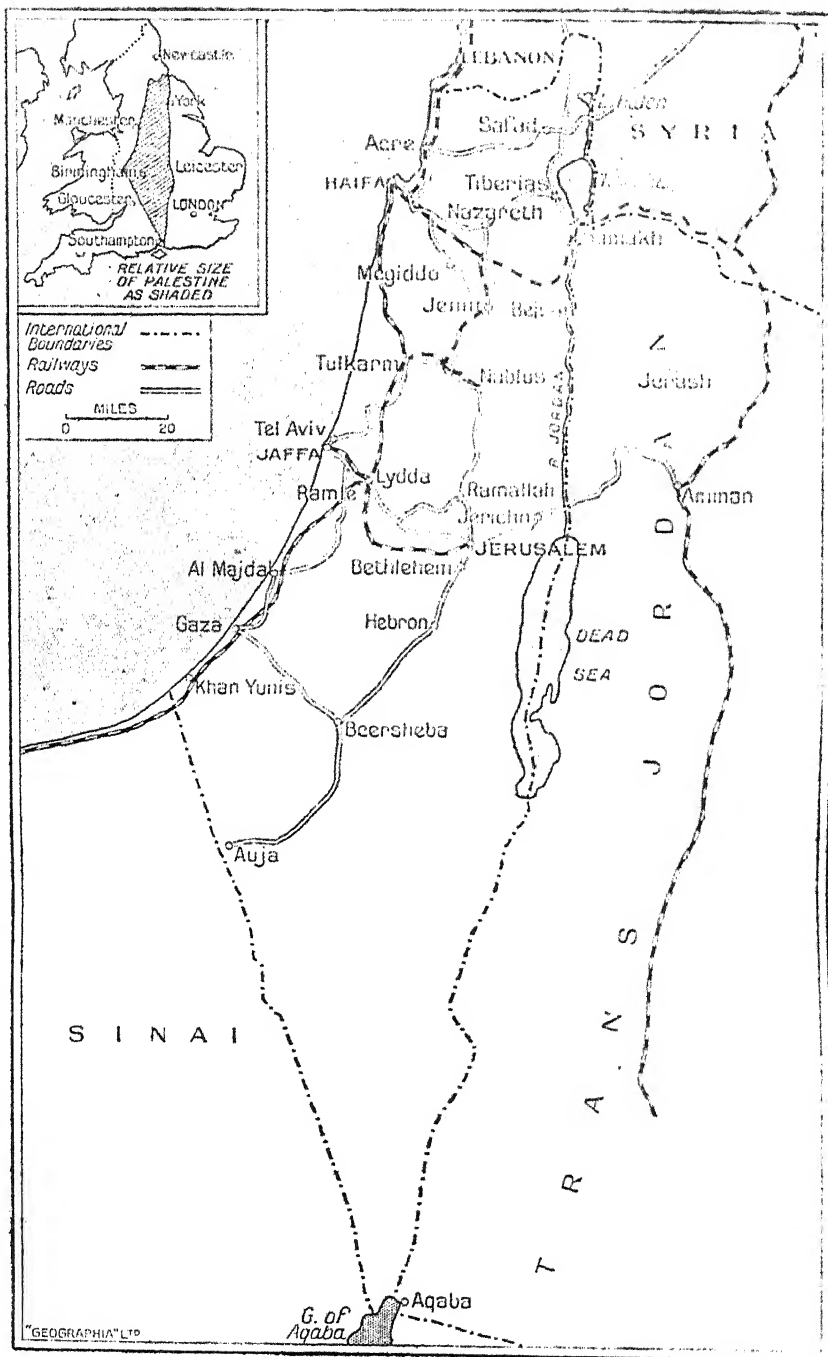 Newcastle
York
Manchester
Leicester
Birmingham
Gloucester
LONDON
Southampton
RELATIVE SIZE
OF PALESTINE
AS SHADED
International
Boundaries
Railways
Roads
MILES
0 20
LEBANON
Safad
SYRIA
Acre
HAIFA
Tiberias
Nazareth
Megiddo
Tulkarm
Nablus
Jerash
R. JORDAN
Tel Aviv
JAFFA
Lydda
Ramle
Ramallah
Amman
JERUSALEM
Al Majdal
Bethlehem
Gaza
Hebron
DEAD
SEA
Khan Yunis
Beersheba
Auja
SINAI
TRANS JORDAN
G. of
Aqaba
Aqaba
"GEOGRAPHIA" LTD